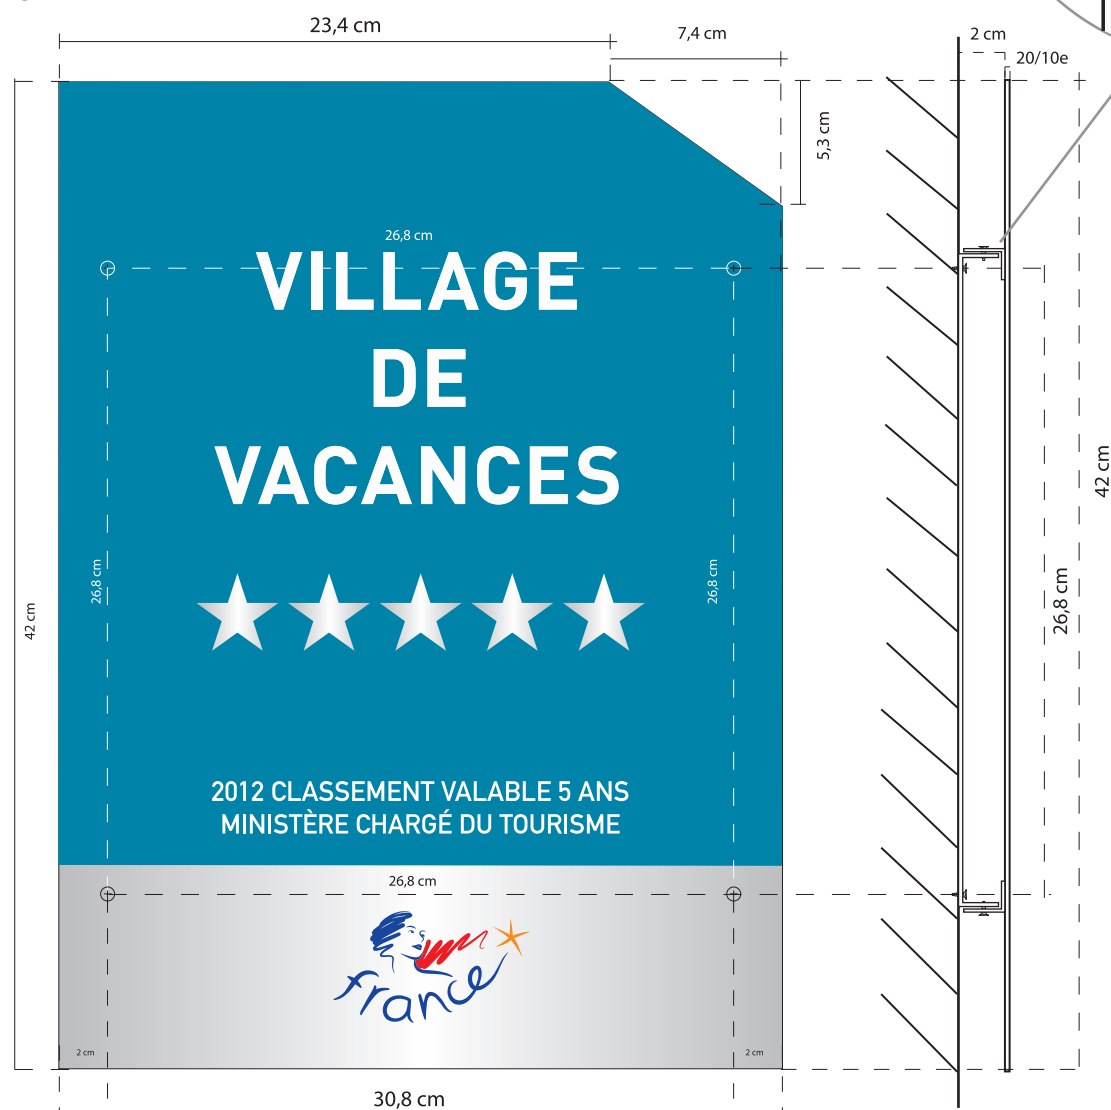 23,4 cm
7,4 cm
2 cm
20/10e
5,3 cm
26,8 cm
VILLAGE
DE
VACANCES
42 cm
26,8 cm
26,8 cm
26,8 cm
42 cm
2012 CLASSEMENT VALABLE 5 ANS
MINISTÈRE CHARGÉ DU TOURISME
26,8 cm
france
2 cm
2 cm
30,8 cm